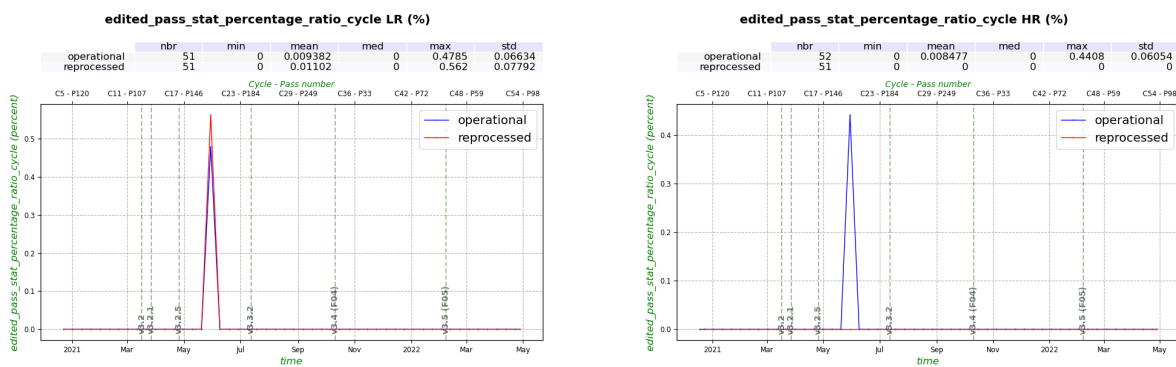 edited_pass_stat_percentage_ratio_cycle LR (%)
nbr min mean med max std
operational 51 0 0.009382 0 0.4785 0.06634
reprocessed 51 0 0.01102 0 0.562 0.07792
Cycle - Pass number
C5 - P120 C11 - P107 C17 - P146 C23 - P184 C29 - P249 C36 - P33 C42 - P72 C48 - P59 C54 - P98
edited_pass_stat_percentage_ratio_cycle (percent)
0.5
0.4
0.3
0.2
0.1
0.0
operational
reprocessed
v3.2
v3.2.1
v3.2.5
v3.3.2
v3.4 (F04)
v3.5 (F05)
2021 Mar May Jul Sep Nov 2022 Mar May
time
edited_pass_stat_percentage_ratio_cycle HR (%)
nbr min mean med max std
operational 52 0 0.008477 0 0.4408 0.06054
reprocessed 51 0 0 0 0 0
Cycle - Pass number
C5 - P120 C11 - P107 C17 - P146 C23 - P184 C29 - P249 C36 - P33 C42 - P72 C48 - P59 C54 - P98
edited_pass_stat_percentage_ratio_cycle (percent)
0.4
0.3
0.2
0.1
0.0
operational
reprocessed
v3.2
v3.2.1
v3.2.5
v3.3.2
v3.4 (F04)
v3.5 (F05)
2021 Mar May Jul Sep Nov 2022 Mar May
time